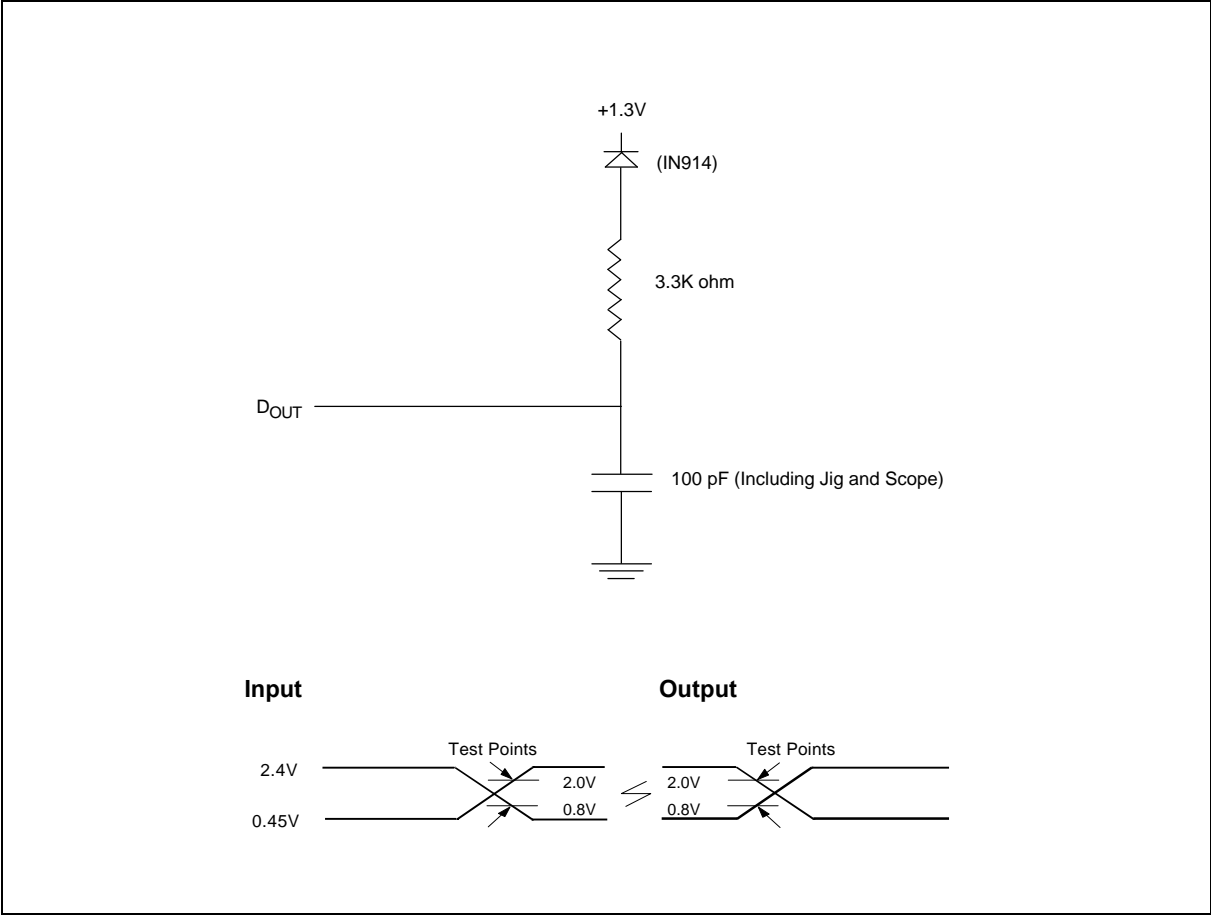 +1.3V
(IN914)
3.3K ohm
DOUT
100 pF (Including Jig and Scope)
Input
Output
Test Points
Test Points
2.4V
2.0V
2.0V
0.45V
0.8V
0.8V